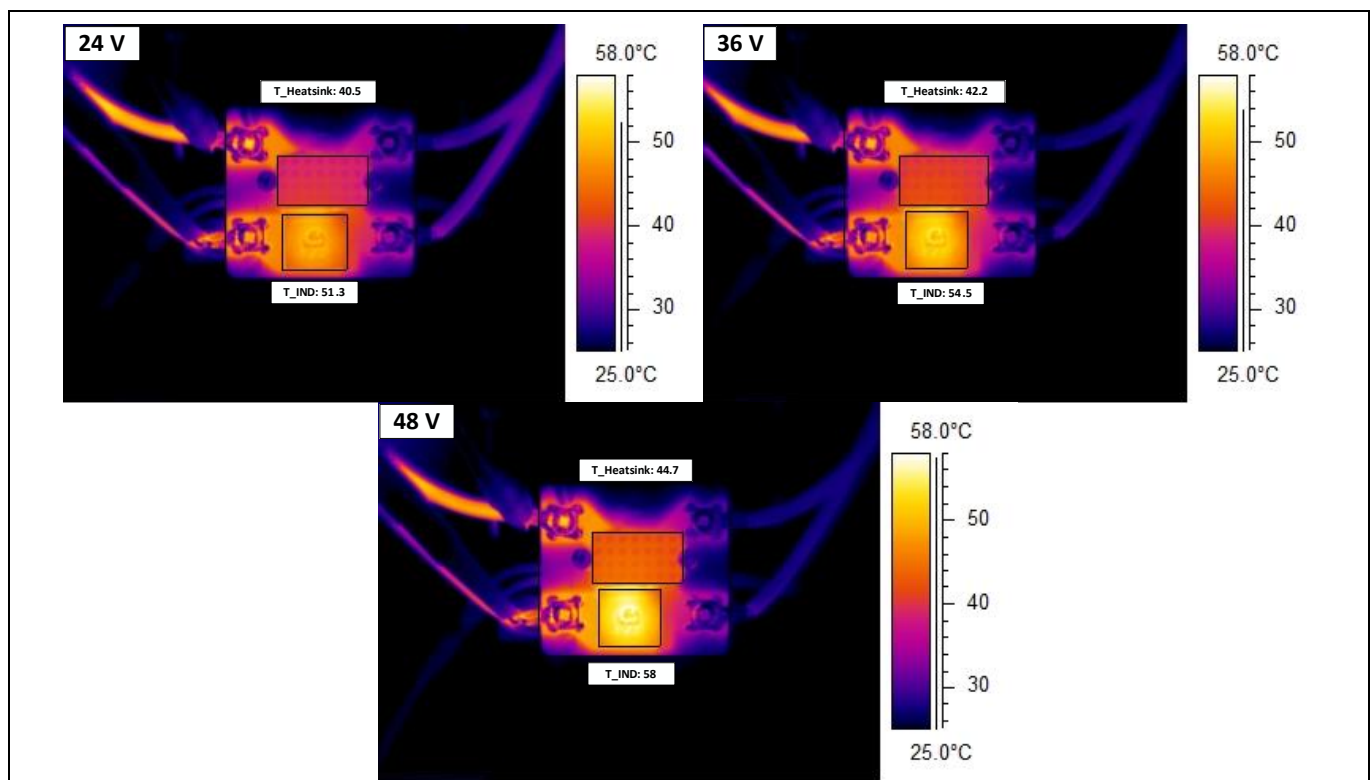 24 V
58.0°C
T_Heatsink: 40.5
50
40
30
T_IND: 51.3
25.0°C
36 V
58.0°C
T_Heatsink: 42.2
50
40
30
T_IND: 54.5
25.0°C
48 V
58.0°C
T_Heatsink: 44.7
50
40
30
T_IND: 58
25.0°C